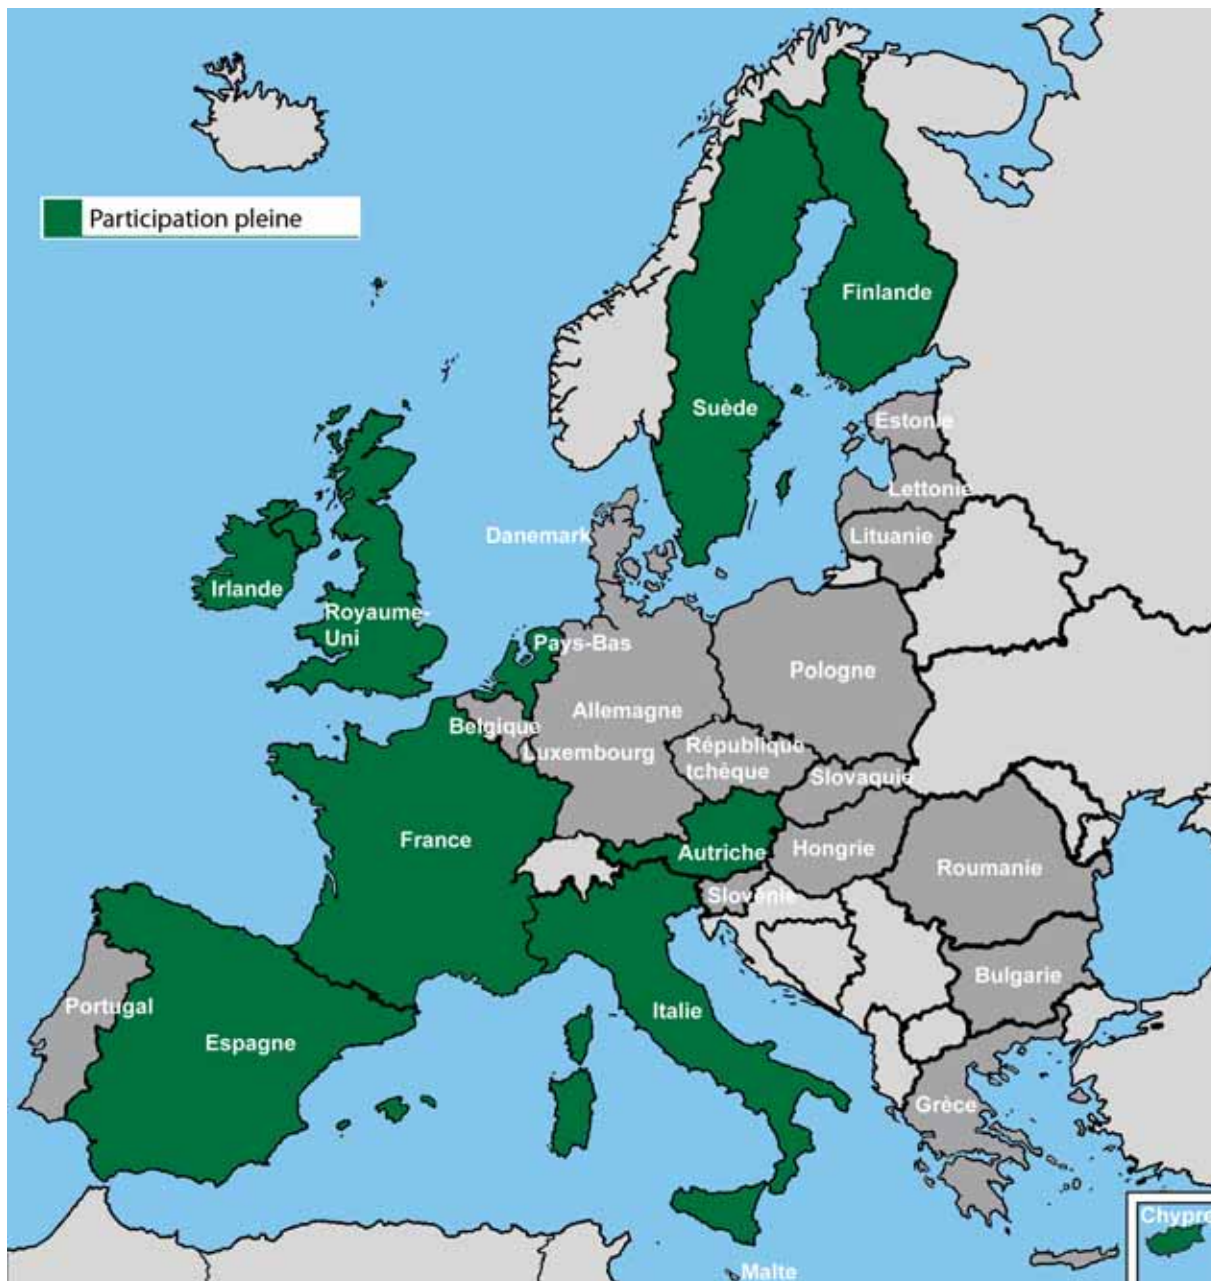 Participation pleine
Finlande
Suède
Estonie
Lettonie
Lituanie
Danemark
Irlande
Royaume-
Uni
Pays-Bas
Pologne
Allemagne
Belgique
Luxembourg
République
tchèque
Slovaquie
France
Autriche
Hongrie
Roumanie
Slovénie
Bulgarie
Portugal
Italie
Espagne
Grèce
Chypre
Malte